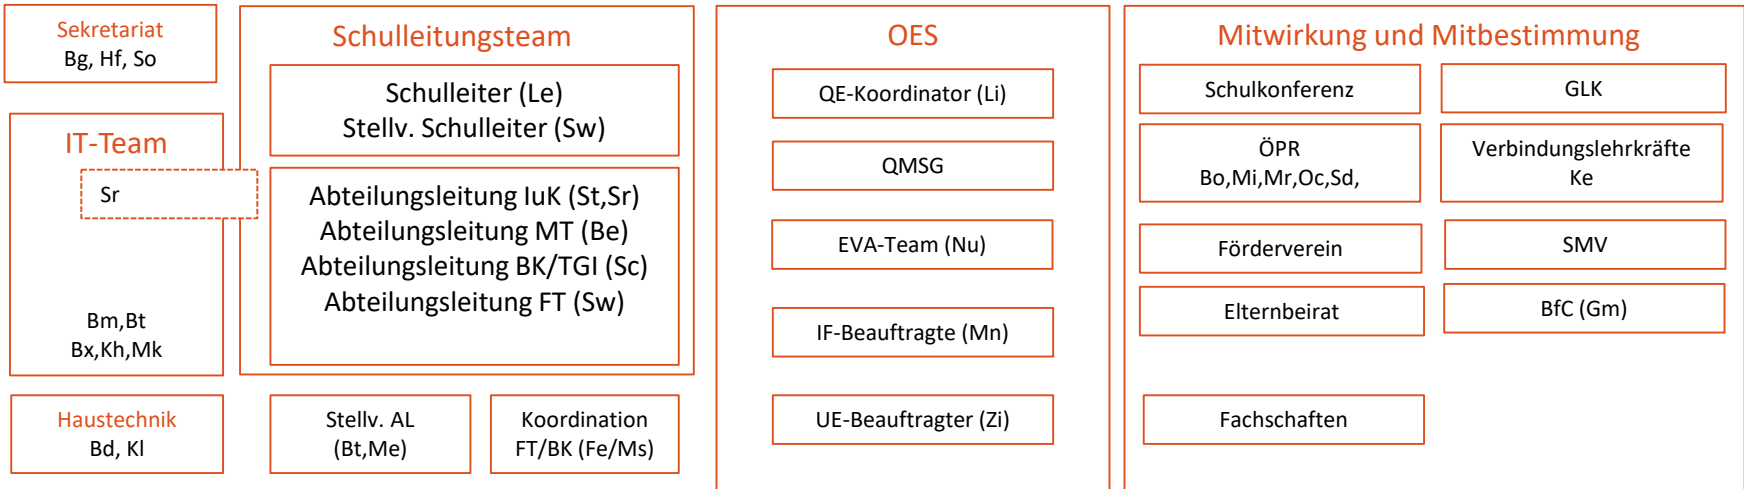 Sekretariat
Bg, Hf, So
IT-Team
Sr
Bm,Bt
Bx,Kh,Mk
Haustechnik
Bd, Kl
Schulleitungsteam
Schulleiter (Le)
Stellv. Schulleiter (Sw)
Abteilungsleitung IuK (St,Sr)
Abteilungsleitung MT (Be)
Abteilungsleitung BK/TGI (Sc)
Abteilungsleitung FT (Sw)
Stellv. AL
(Bt,Me)
Koordination
FT/BK (Fe/Ms)
OES
QE-Koordinator (Li)
QMSG
EVA-Team (Nu)
IF-Beauftragte (Mn)
UE-Beauftragter (Zi)
Mitwirkung und Mitbestimmung
Schulkonferenz
GLK
ÖPR
Bo,Mi,Mr,Oc,Sd,
Verbindungslehrkräfte
Ke
Förderverein
SMV
Elternbeirat
BfC (Gm)
Fachschaften